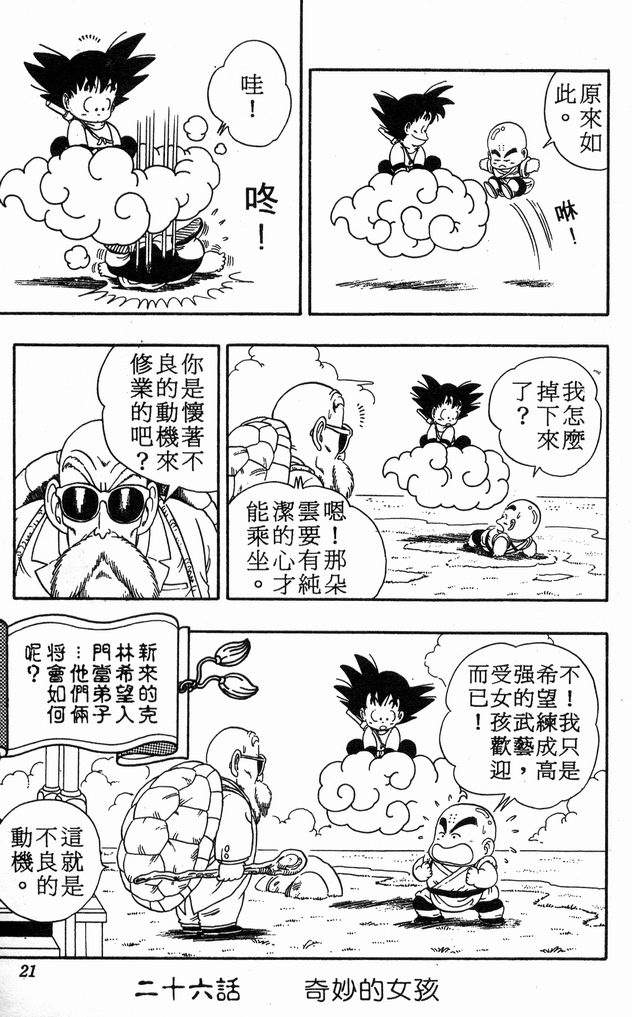 原來如
此。
咻!
哇!
咚!
我怎麼
掉下來
了?
嗯!那朵
雲要有純
潔的心才
能乘坐。
你是懷著不
良的動機來
修業的吧?
不!我只是
希望練成高
强的武藝,
受女孩歡迎
而已!
這就是
不良的
動機。
新來的克
林希望入
門當弟子
…他們倆
將會如何
呢?
21
二十六話 奇妙的女孩